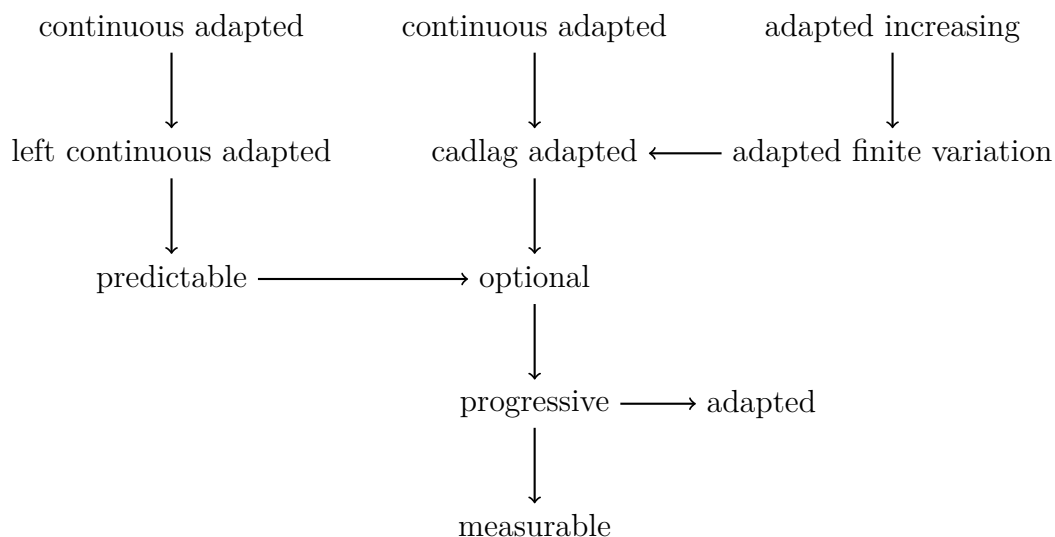 continuous adapted
continuous adapted
adapted increasing
left continuous adapted
cadlag adapted
adapted finite variation
predictable
optional
progressive
adapted
measurable